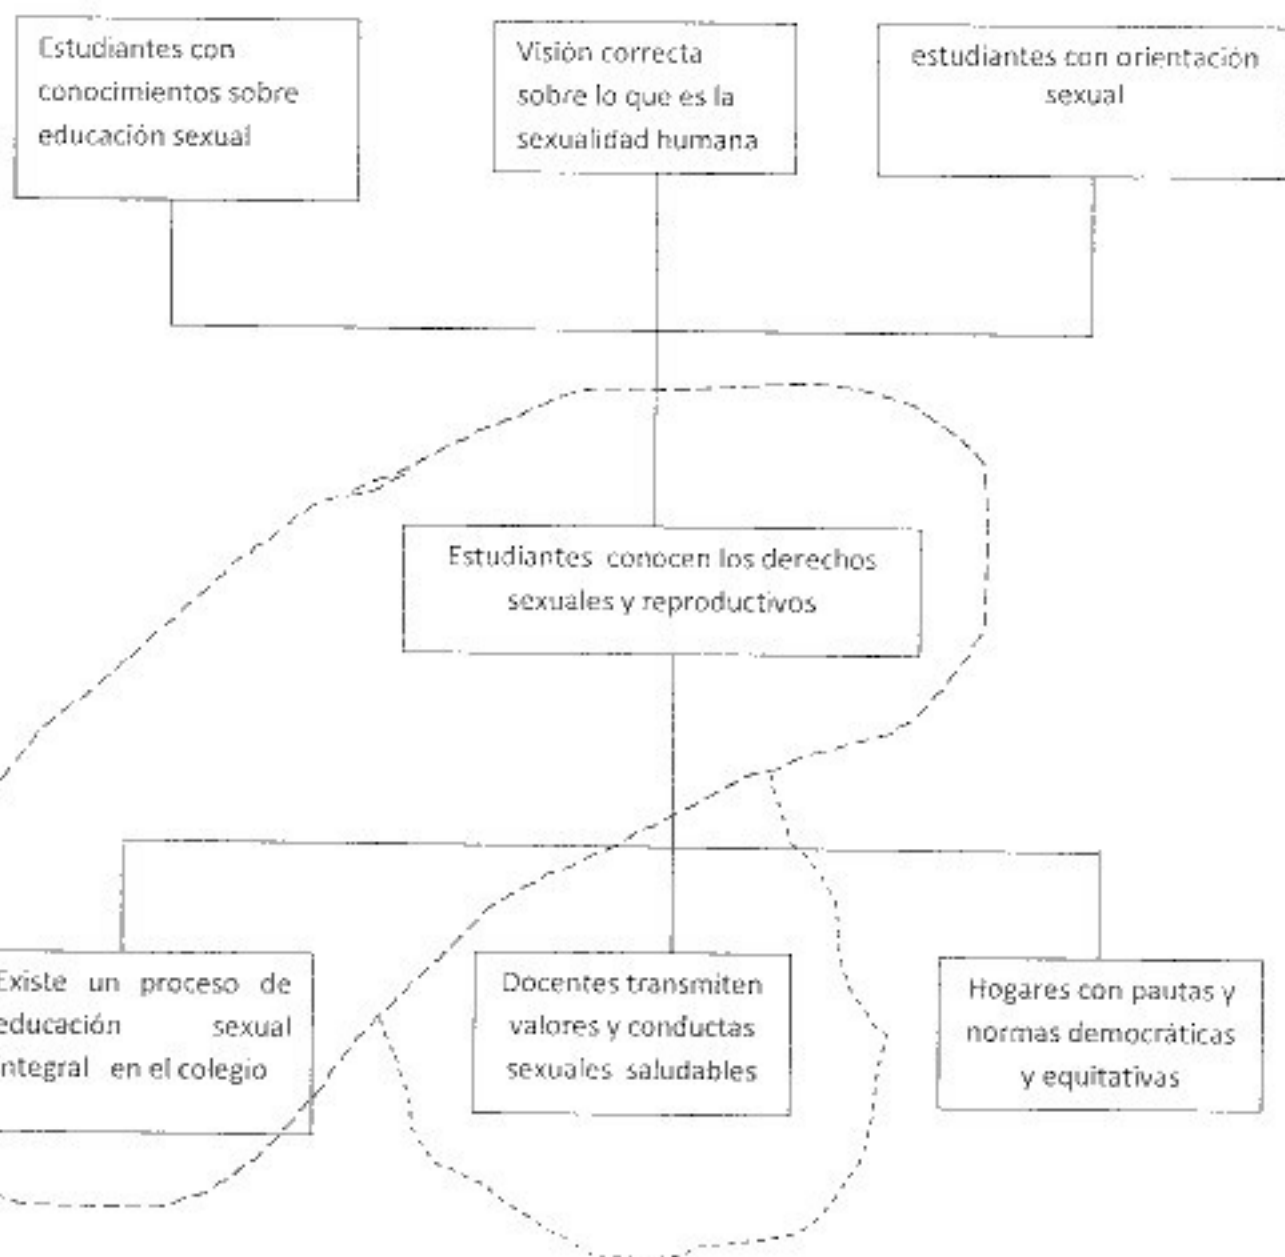 Estudiantes con
conocimientos sobre
educación sexual
Visión correcta
sobre lo que es la
sexualidad humana
estudiantes con orientación
sexual
Estudiantes conocen los derechos
sexuales y reproductivos
Existe un proceso de
educación sexual
integral en el colegio
Docentes transmiten
valores y conductas
sexuales saludables
Hogares con pautas y
normas democráticas
y equitativas